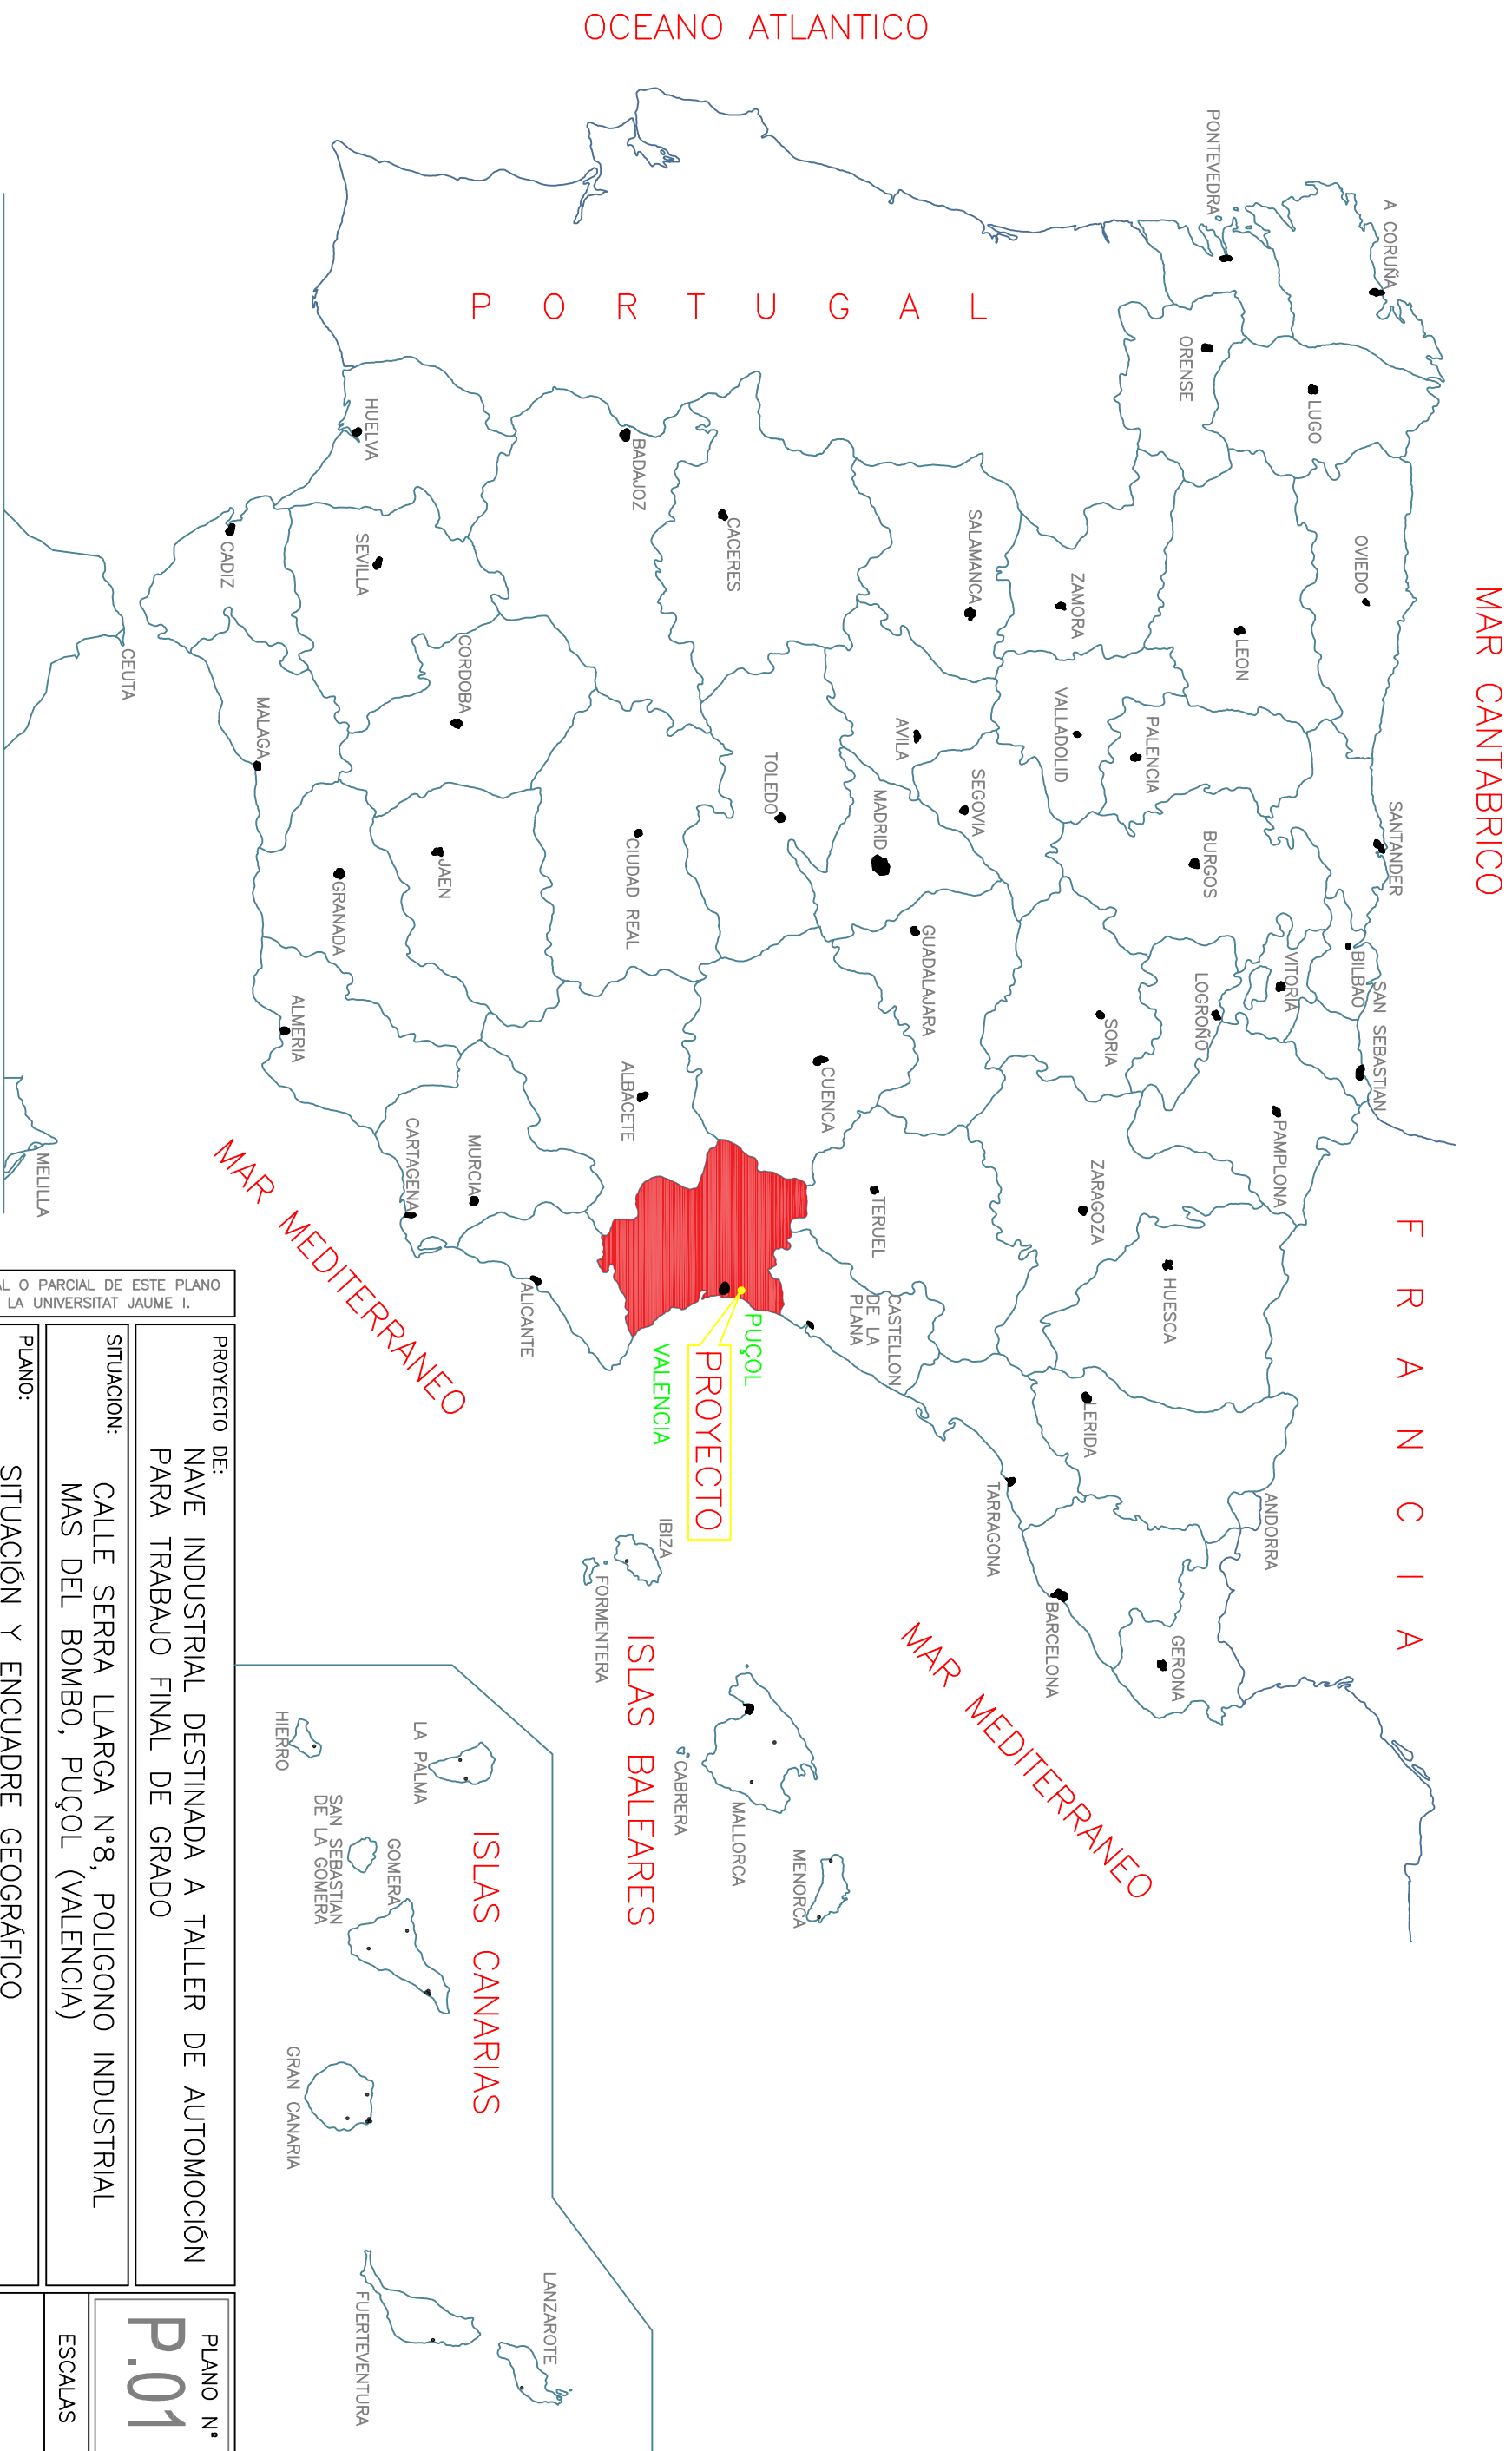 MAR CANTABRICO
OCEANO ATLANTICO
F R A N C I A
P O R T U G A L
A CORUÑA
PONTEVEDRA
LUGO
ORENSE
OVIEDO
SANTANDER
BILBAO
SAN SEBASTIAN
VITORIA
PAMPLONA
LOGROÑO
LEON
PALENCIA
BURGOS
ZAMORA
VALLADOLID
SORIA
SALAMANCA
AVILA
SEGOVIA
MADRID
GUADALAJARA
ZARAGOZA
HUESCA
LERIDA
ANDORRA
GERONA
BARCELONA
TARRAGONA
TERUEL
CASTELLON
DE LA
PLANA
CUENCA
TOLEDO
CACERES
BADAJOZ
CIUDAD REAL
ALBACETE
PUÇOL
PROYECTO
VALENCIA
ALICANTE
MURCIA
CARTAGENA
HUELVA
SEVILLA
CORDOBA
JAEN
GRANADA
ALMERIA
MALAGA
CADIZ
CEUTA
MELILLA
MAR MEDITERRANEO
MAR MEDITERRANEO
MENORCA
MALLORCA
CABRERA
IBIZA
FORMENTERA
ISLAS BALEARES
ISLAS CANARIAS
LA PALMA
HIERRO
GOMERA
SAN SEBASTIAN
DE LA GOMERA
GRAN CANARIA
LANZAROTE
FUERTEVENTURA
AL O PARCIAL DE ESTE PLANO
LA UNIVERSITAT JAUME I.
PROYECTO DE:
NAVE INDUSTRIAL DESTINADA A TALLER DE AUTOMOCIÓN
PARA TRABAJO FINAL DE GRADO
SITUACION:
CALLE SERRA LLARGA Nº8, POLIGONO INDUSTRIAL
MAS DEL BOMBO, PUÇOL (VALENCIA)
PLANO:
SITUACIÓN Y ENCUADRE GEOGRÁFICO
PLANO Nº
P.01
ESCALAS